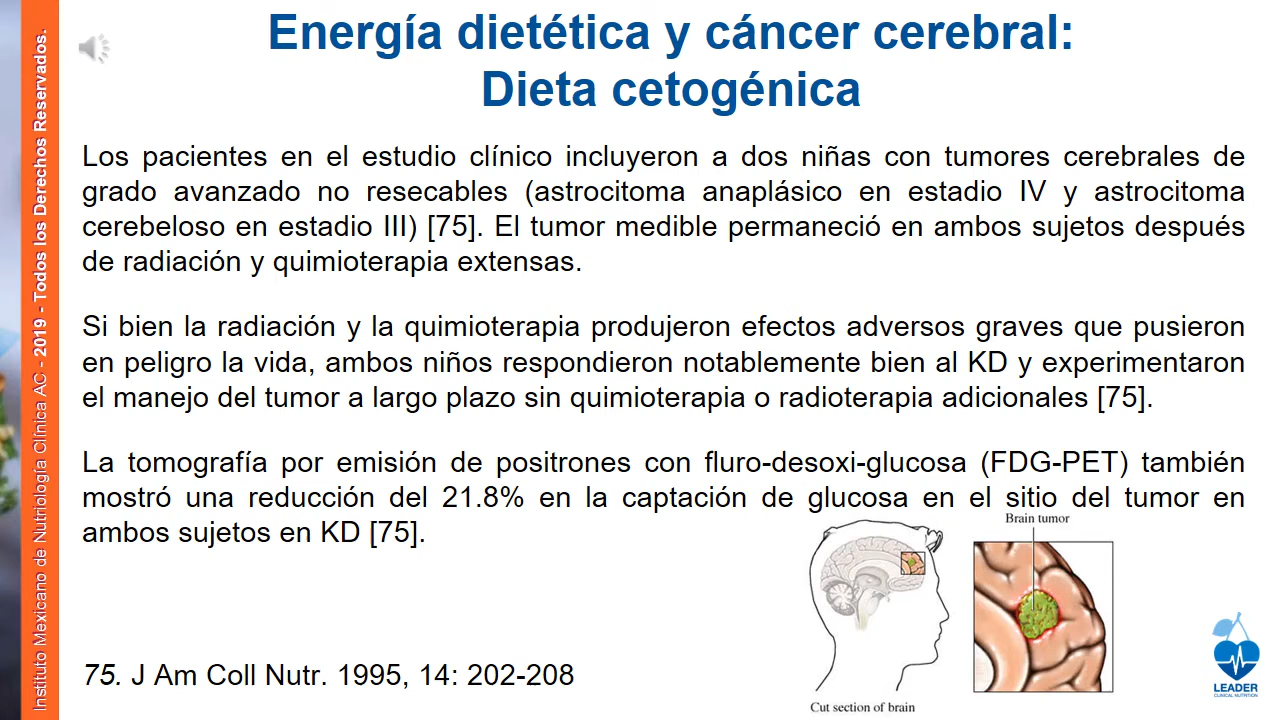 Energía dietética y cáncer cerebral:
Dieta cetogénica
Los pacientes en el estudio clínico incluyeron a dos niñas con tumores cerebrales de
grado avanzado no resecables (astrocitoma anaplásico en estadio IV y astrocitoma
cerebeloso en estadio III) [75]. El tumor medible permaneció en ambos sujetos después
de radiación y quimioterapia extensas.
Si bien la radiación y la quimioterapia produjeron efectos adversos graves que pusieron
en peligro la vida, ambos niños respondieron notablemente bien al KD y experimentaron
el manejo del tumor a largo plazo sin quimioterapia o radioterapia adicionales [75].
La tomografía por emisión de positrones con fluro-desoxi-glucosa (FDG-PET) también
mostró una reducción del 21.8% en la captación de glucosa en el sitio del tumor en
ambos sujetos en KD [75].
Brain tumor
Cut section of brain
75. J Am Coll Nutr. 1995, 14: 202-208
LEADER
CLINICAL NUTRITION
Instituto Mexicano de Nutriología Clínica AC - 2019 - Todos los Derechos Reservados.